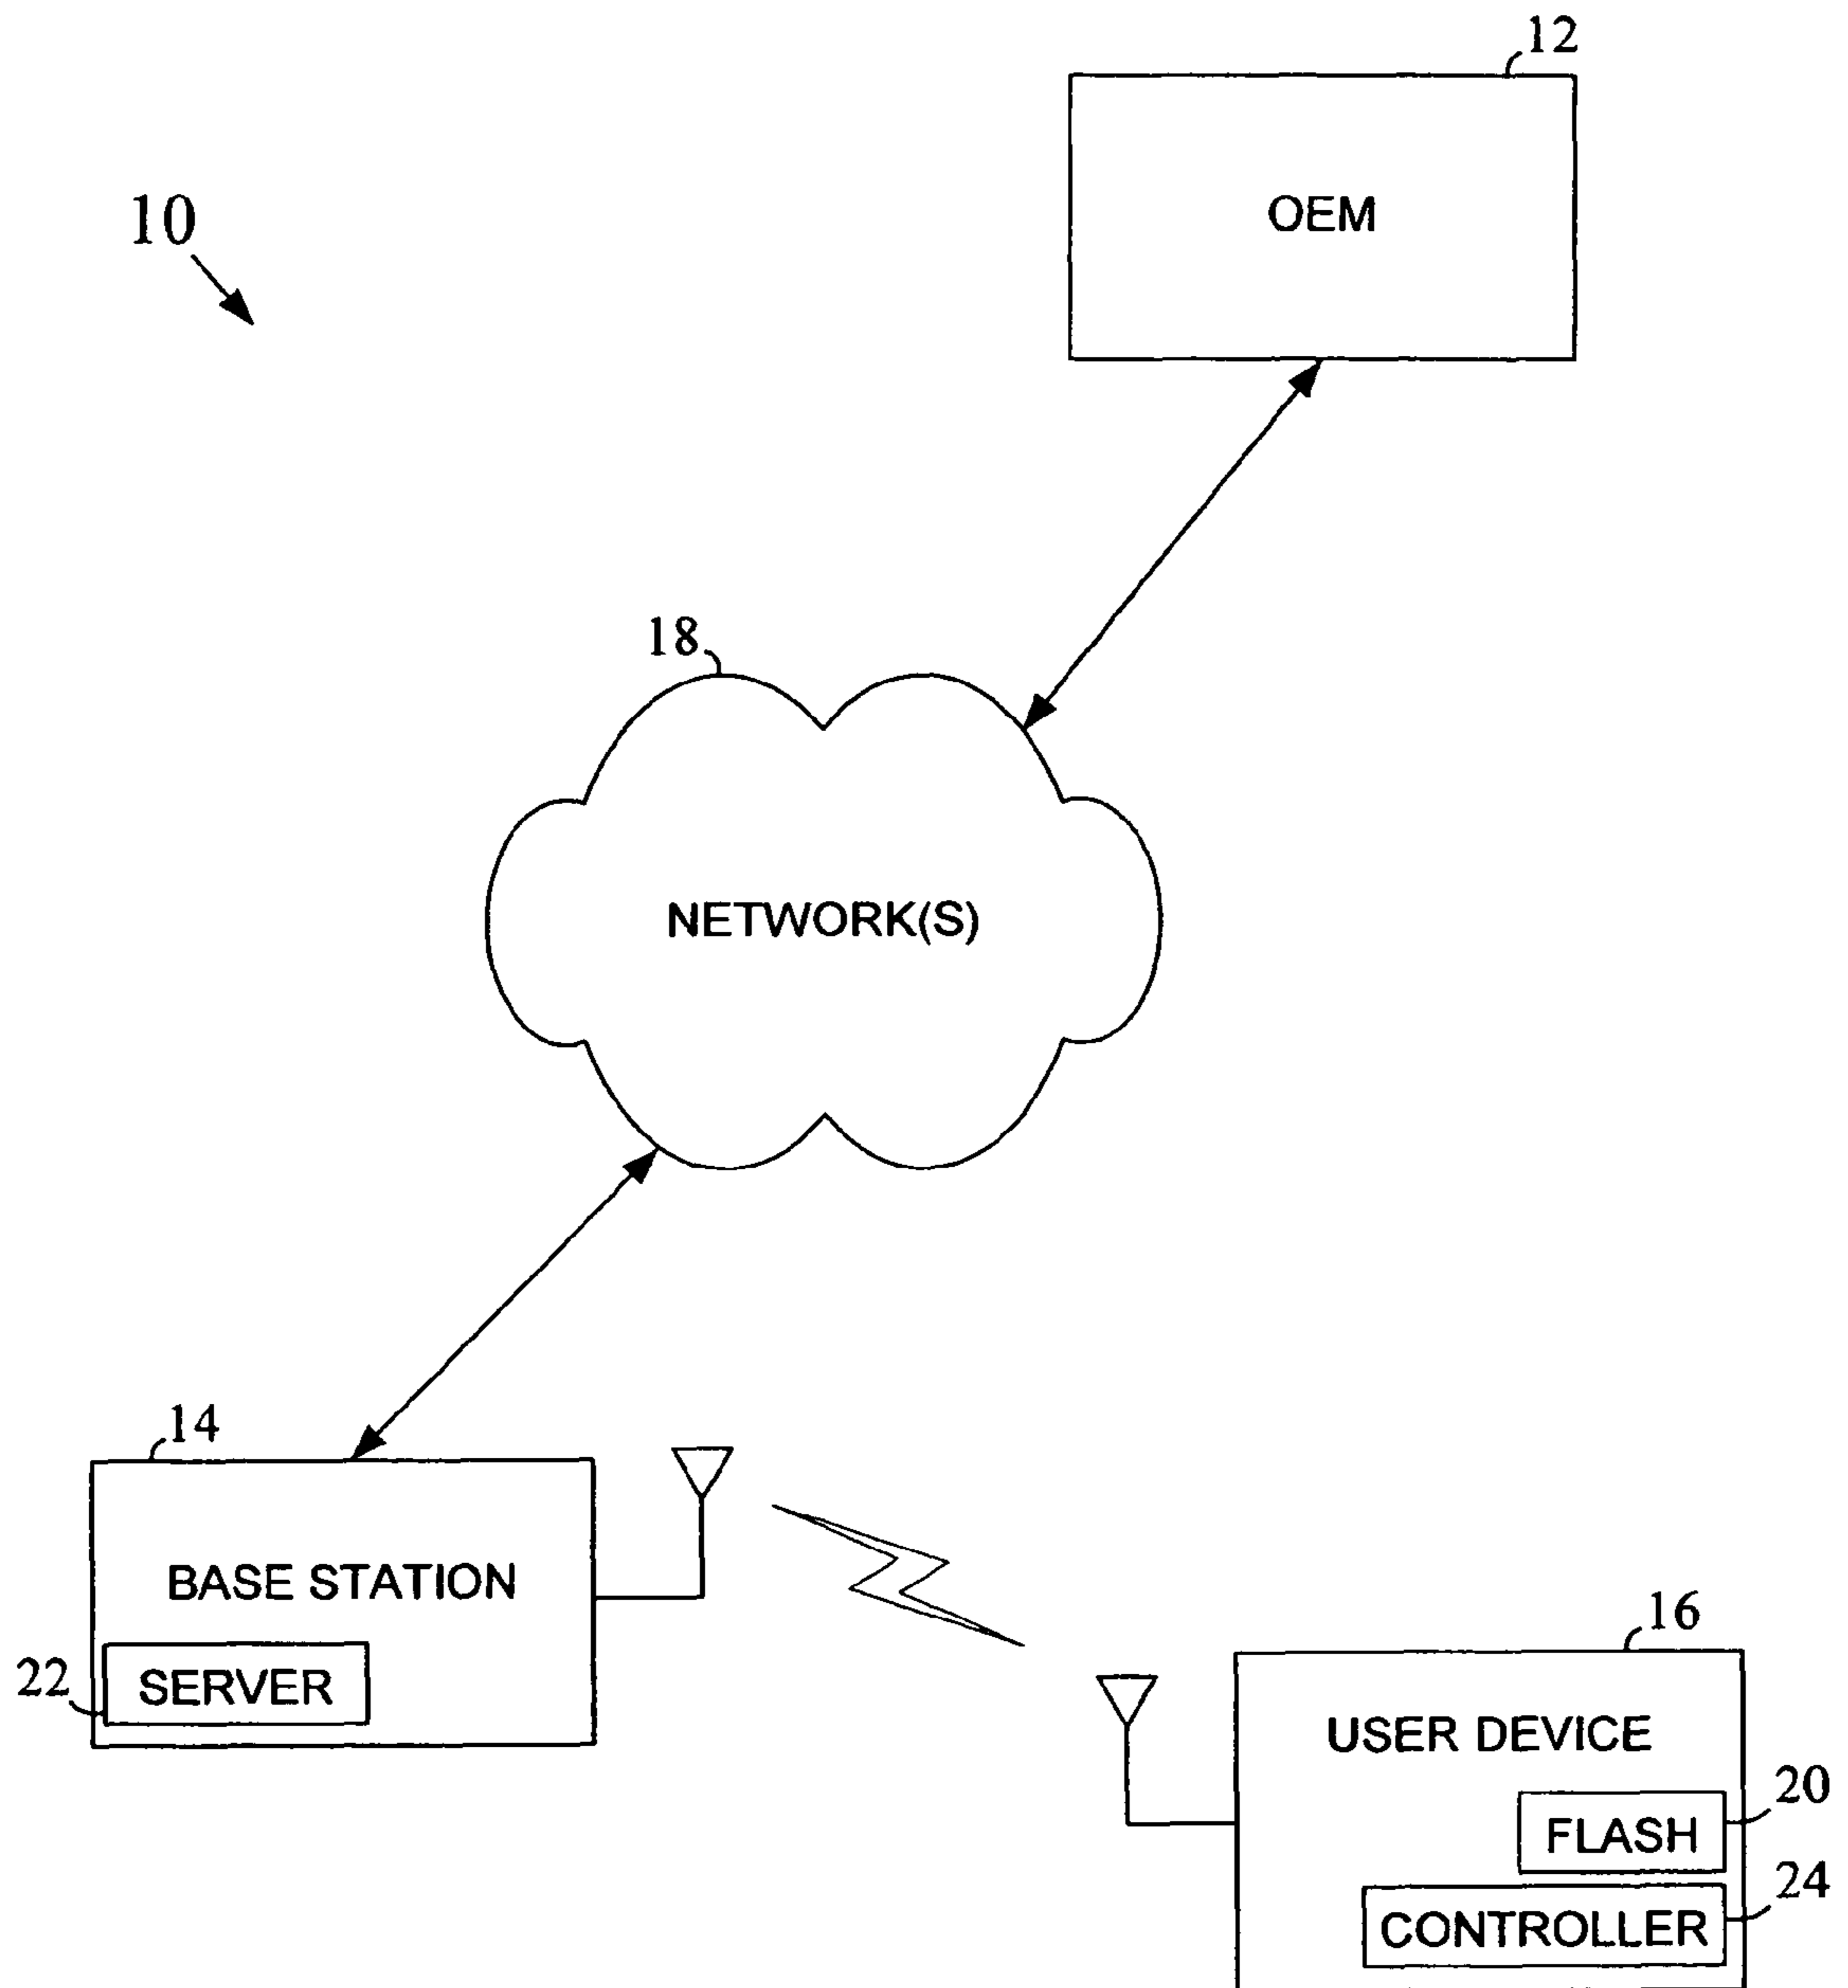 12
OEM
10
18
NETWORK(S)
14
BASE STATION
16
22
SERVER
USER DEVICE
20
FLASH
24
CONTROLLER